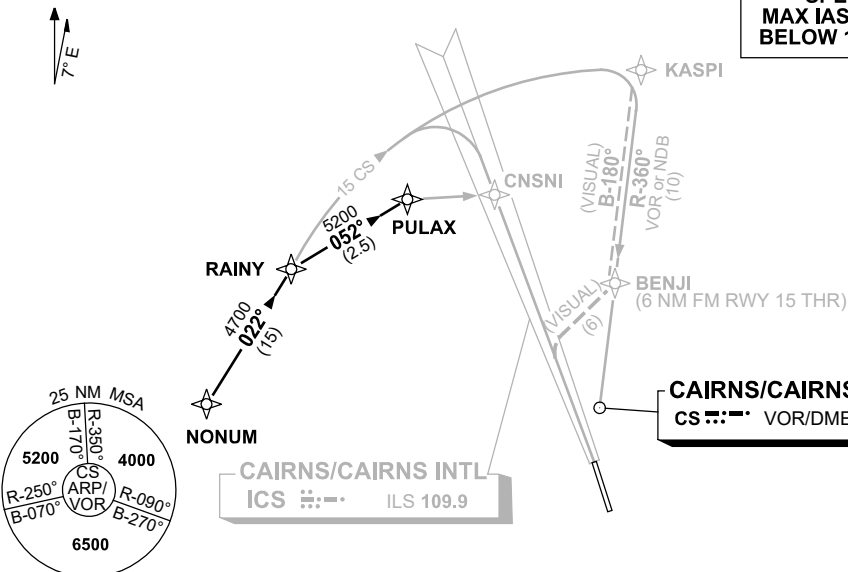 MAX IAS
BELOW 1
7° E
KASPI
15 CS
(VISUAL)
B-180°
R-360°
VOR or NDB
(10)
CNSNI
5200
052°
(2.5)
PULAX
RAINY
4700
022°
(15)
BENJI
(6 NM FM RWY 15 THR)
(VISUAL)
(6)
NONUM
CAIRNS/CAIRNS
CS VOR/DME
CAIRNS/CAIRNS INTL
ICS ILS 109.9
25 NM MSA
B-170°
R-350°
5200
4000
CS
ARP/
VOR
R-250°
B-070°
R-090°
B-270°
6500